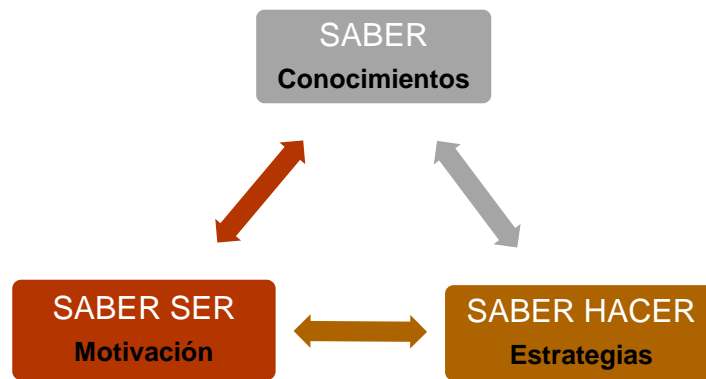 SABER
Conocimientos
SABER SER
Motivación
SABER HACER
Estrategias